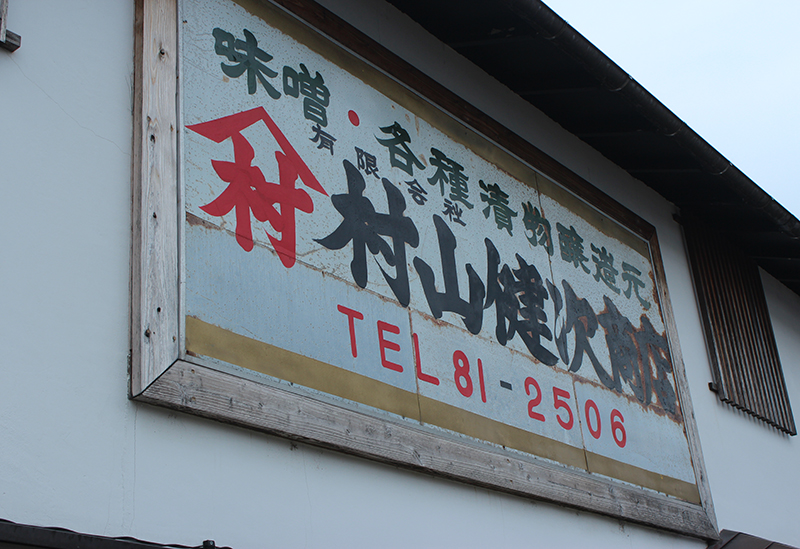 味噌・各種漬物醸造元
村
有限会社
村山健次商店
TEL 81-2506